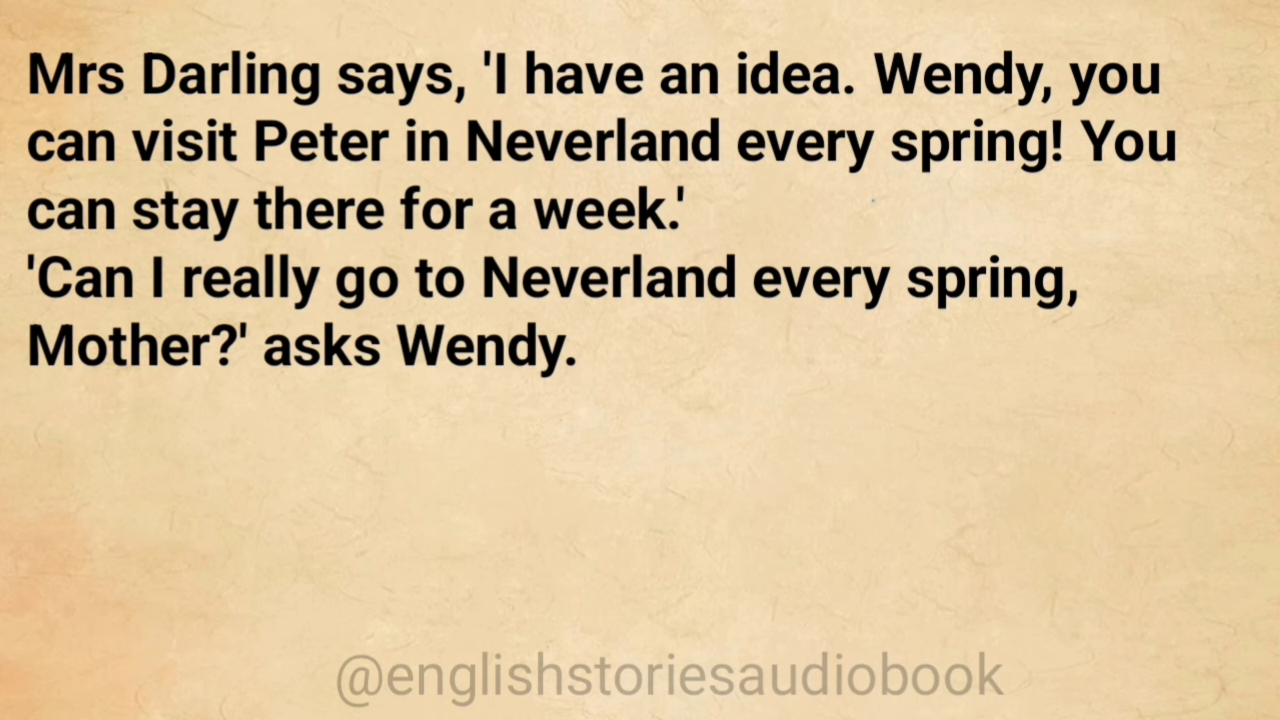 Mrs Darling says, 'I have an idea. Wendy, you
can visit Peter in Neverland every spring! You
can stay there for a week.'
'Can I really go to Neverland every spring,
Mother?' asks Wendy.
@englishstoriesaudiobook